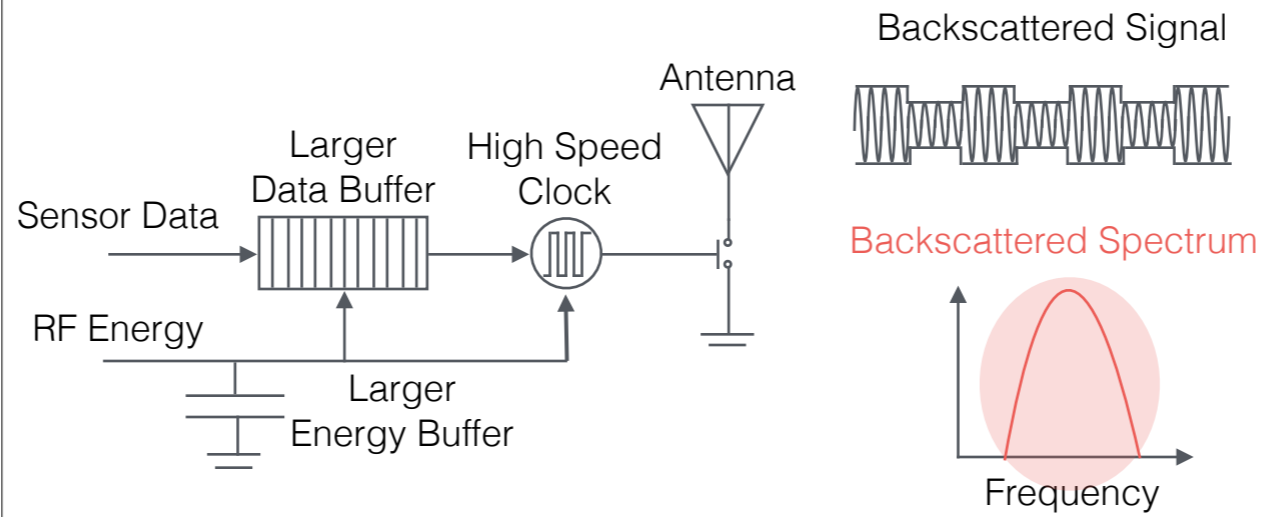 Backscattered Signal
Antenna
Larger
Data Buffer
High Speed
Clock
Sensor Data
Backscattered Spectrum
RF Energy
Larger
Energy Buffer
Frequency